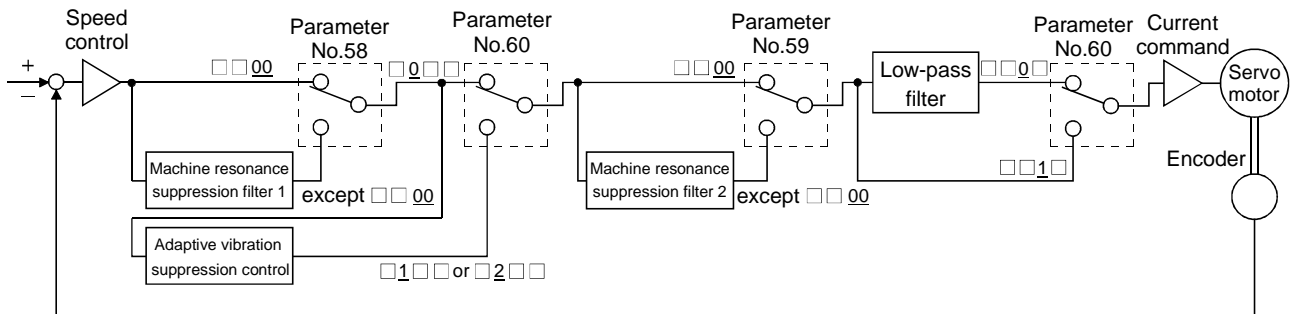 Speed
control
+
−
□□00
Parameter
No.58
□0□□
Parameter
No.60
□□00
Parameter
No.59
Low-pass
filter
□□0□
Parameter
No.60
Current
command
Servo
motor
Machine resonance
suppression filter 1
except □□00
Machine resonance
suppression filter 2
except □□00
□□1□
Encoder
Adaptive vibration
suppression control
□1□□ or □2□□